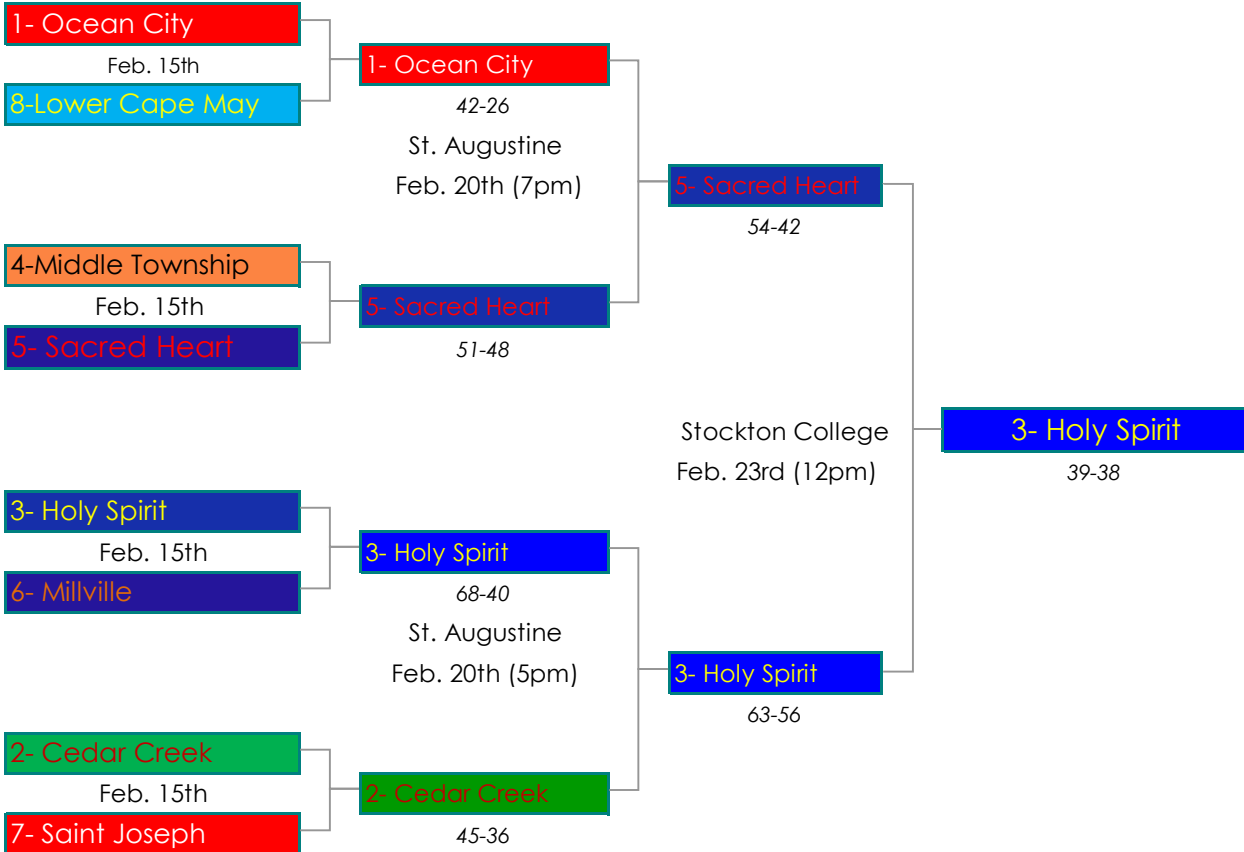 1- Ocean City
Feb. 15th
8-Lower Cape May
1- Ocean City
42-26
St. Augustine
Feb. 20th (7pm)
5- Sacred Heart
54-42
4-Middle Township
Feb. 15th
5- Sacred Heart
5- Sacred Heart
51-48
Stockton College
Feb. 23rd (12pm)
3- Holy Spirit
39-38
3- Holy Spirit
Feb. 15th
6- Millville
3- Holy Spirit
68-40
St. Augustine
Feb. 20th (5pm)
3- Holy Spirit
63-56
2- Cedar Creek
Feb. 15th
7- Saint Joseph
2- Cedar Creek
45-36